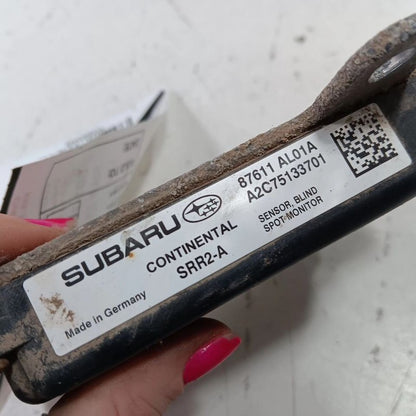 SUBARU
87611 AL01A
A2C75133701
CONTINENTAL
SRR2-A
SENSOR, BLIND
SPOT MONITOR
Made in Germany